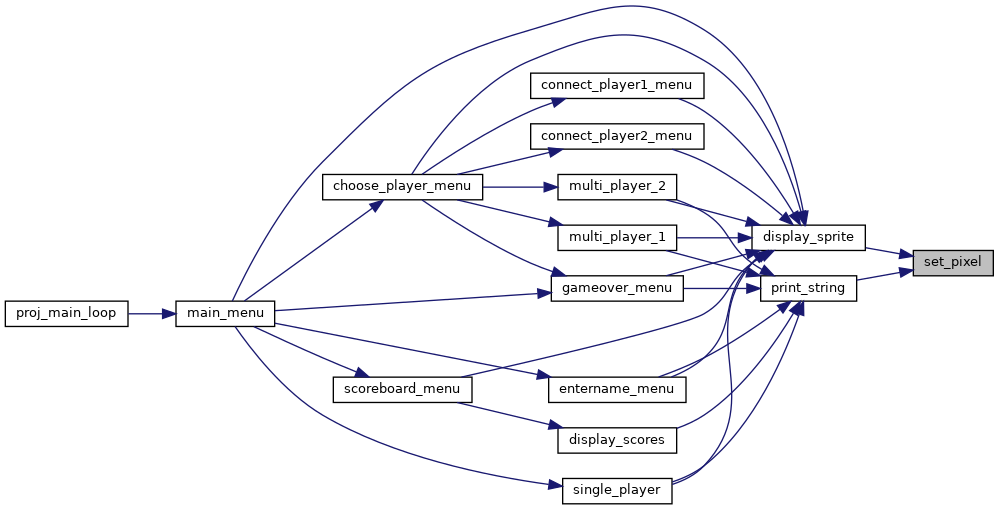 connect_player1_menu
connect_player2_menu
choose_player_menu
multi_player_2
multi_player_1
display_sprite
set_pixel
gameover_menu
print_string
proj_main_loop
main_menu
scoreboard_menu
entername_menu
display_scores
single_player